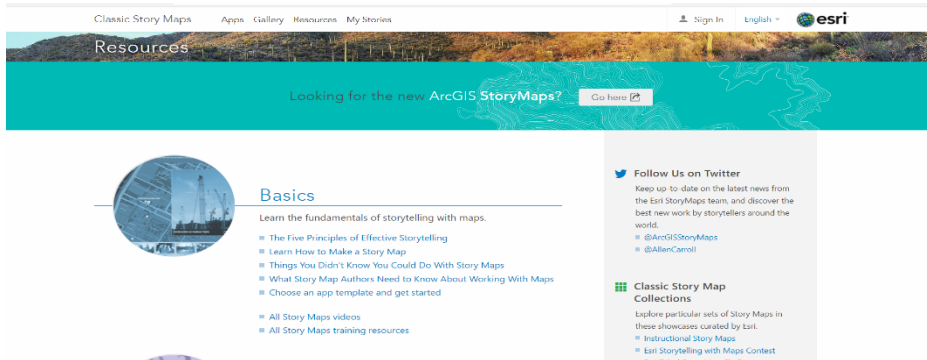 Classic Story Maps Apps Gallery Resources My Stories Sign In English esri
Resources
Looking for the new ArcGIS StoryMaps? Go here
Basics
Learn the fundamentals of storytelling with maps.
The Five Principles of Effective Storytelling
Learn How to Make a Story Map
Things You Didn't Know You Could Do With Story Maps
What Story Map Authors Need to Know About Working With Maps
Choose an app template and get started
All Story Maps videos
All Story Maps training resources
Follow Us on Twitter
Keep up-to-date on the latest news from
the Esri StoryMaps team, and discover the
best new work by storytellers around the
world.
@ArcGISStoryMaps
@AllenCarroll
Classic Story Map
Collections
Explore particular sets of Story Maps in
these showcases curated by Esri.
Instructional Story Maps
Esri Storytelling with Maps Contest